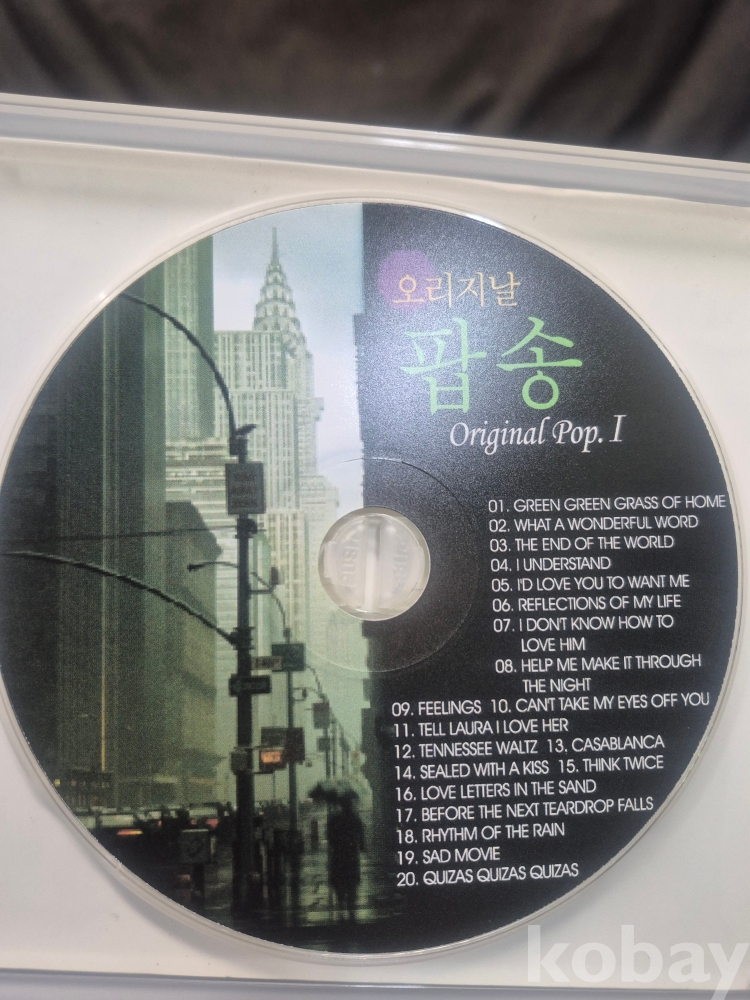 오리지날
팝송
Original Pop. I
01. GREEN GREEN GRASS OF HOME
02. WHAT A WONDERFUL WORD
03. THE END OF THE WORLD
04. I UNDERSTAND
05. I'D LOVE YOU TO WANT ME
06. REFLECTIONS OF MY LIFE
07. I DON'T KNOW HOW TO
LOVE HIM
08. HELP ME MAKE IT THROUGH
THE NIGHT
09. FEELINGS 10. CAN'T TAKE MY EYES OFF YOU
11. TELL LAURA I LOVE HER
12. TENNESSEE WALTZ 13. CASABLANCA
14. SEALED WITH A KISS 15. THINK TWICE
16. LOVE LETTERS IN THE SAND
17. BEFORE THE NEXT TEARDROP FALLS
18. RHYTHM OF THE RAIN
19. SAD MOVIE
20. QUIZAS QUIZAS QUIZAS
PUSH
kobay